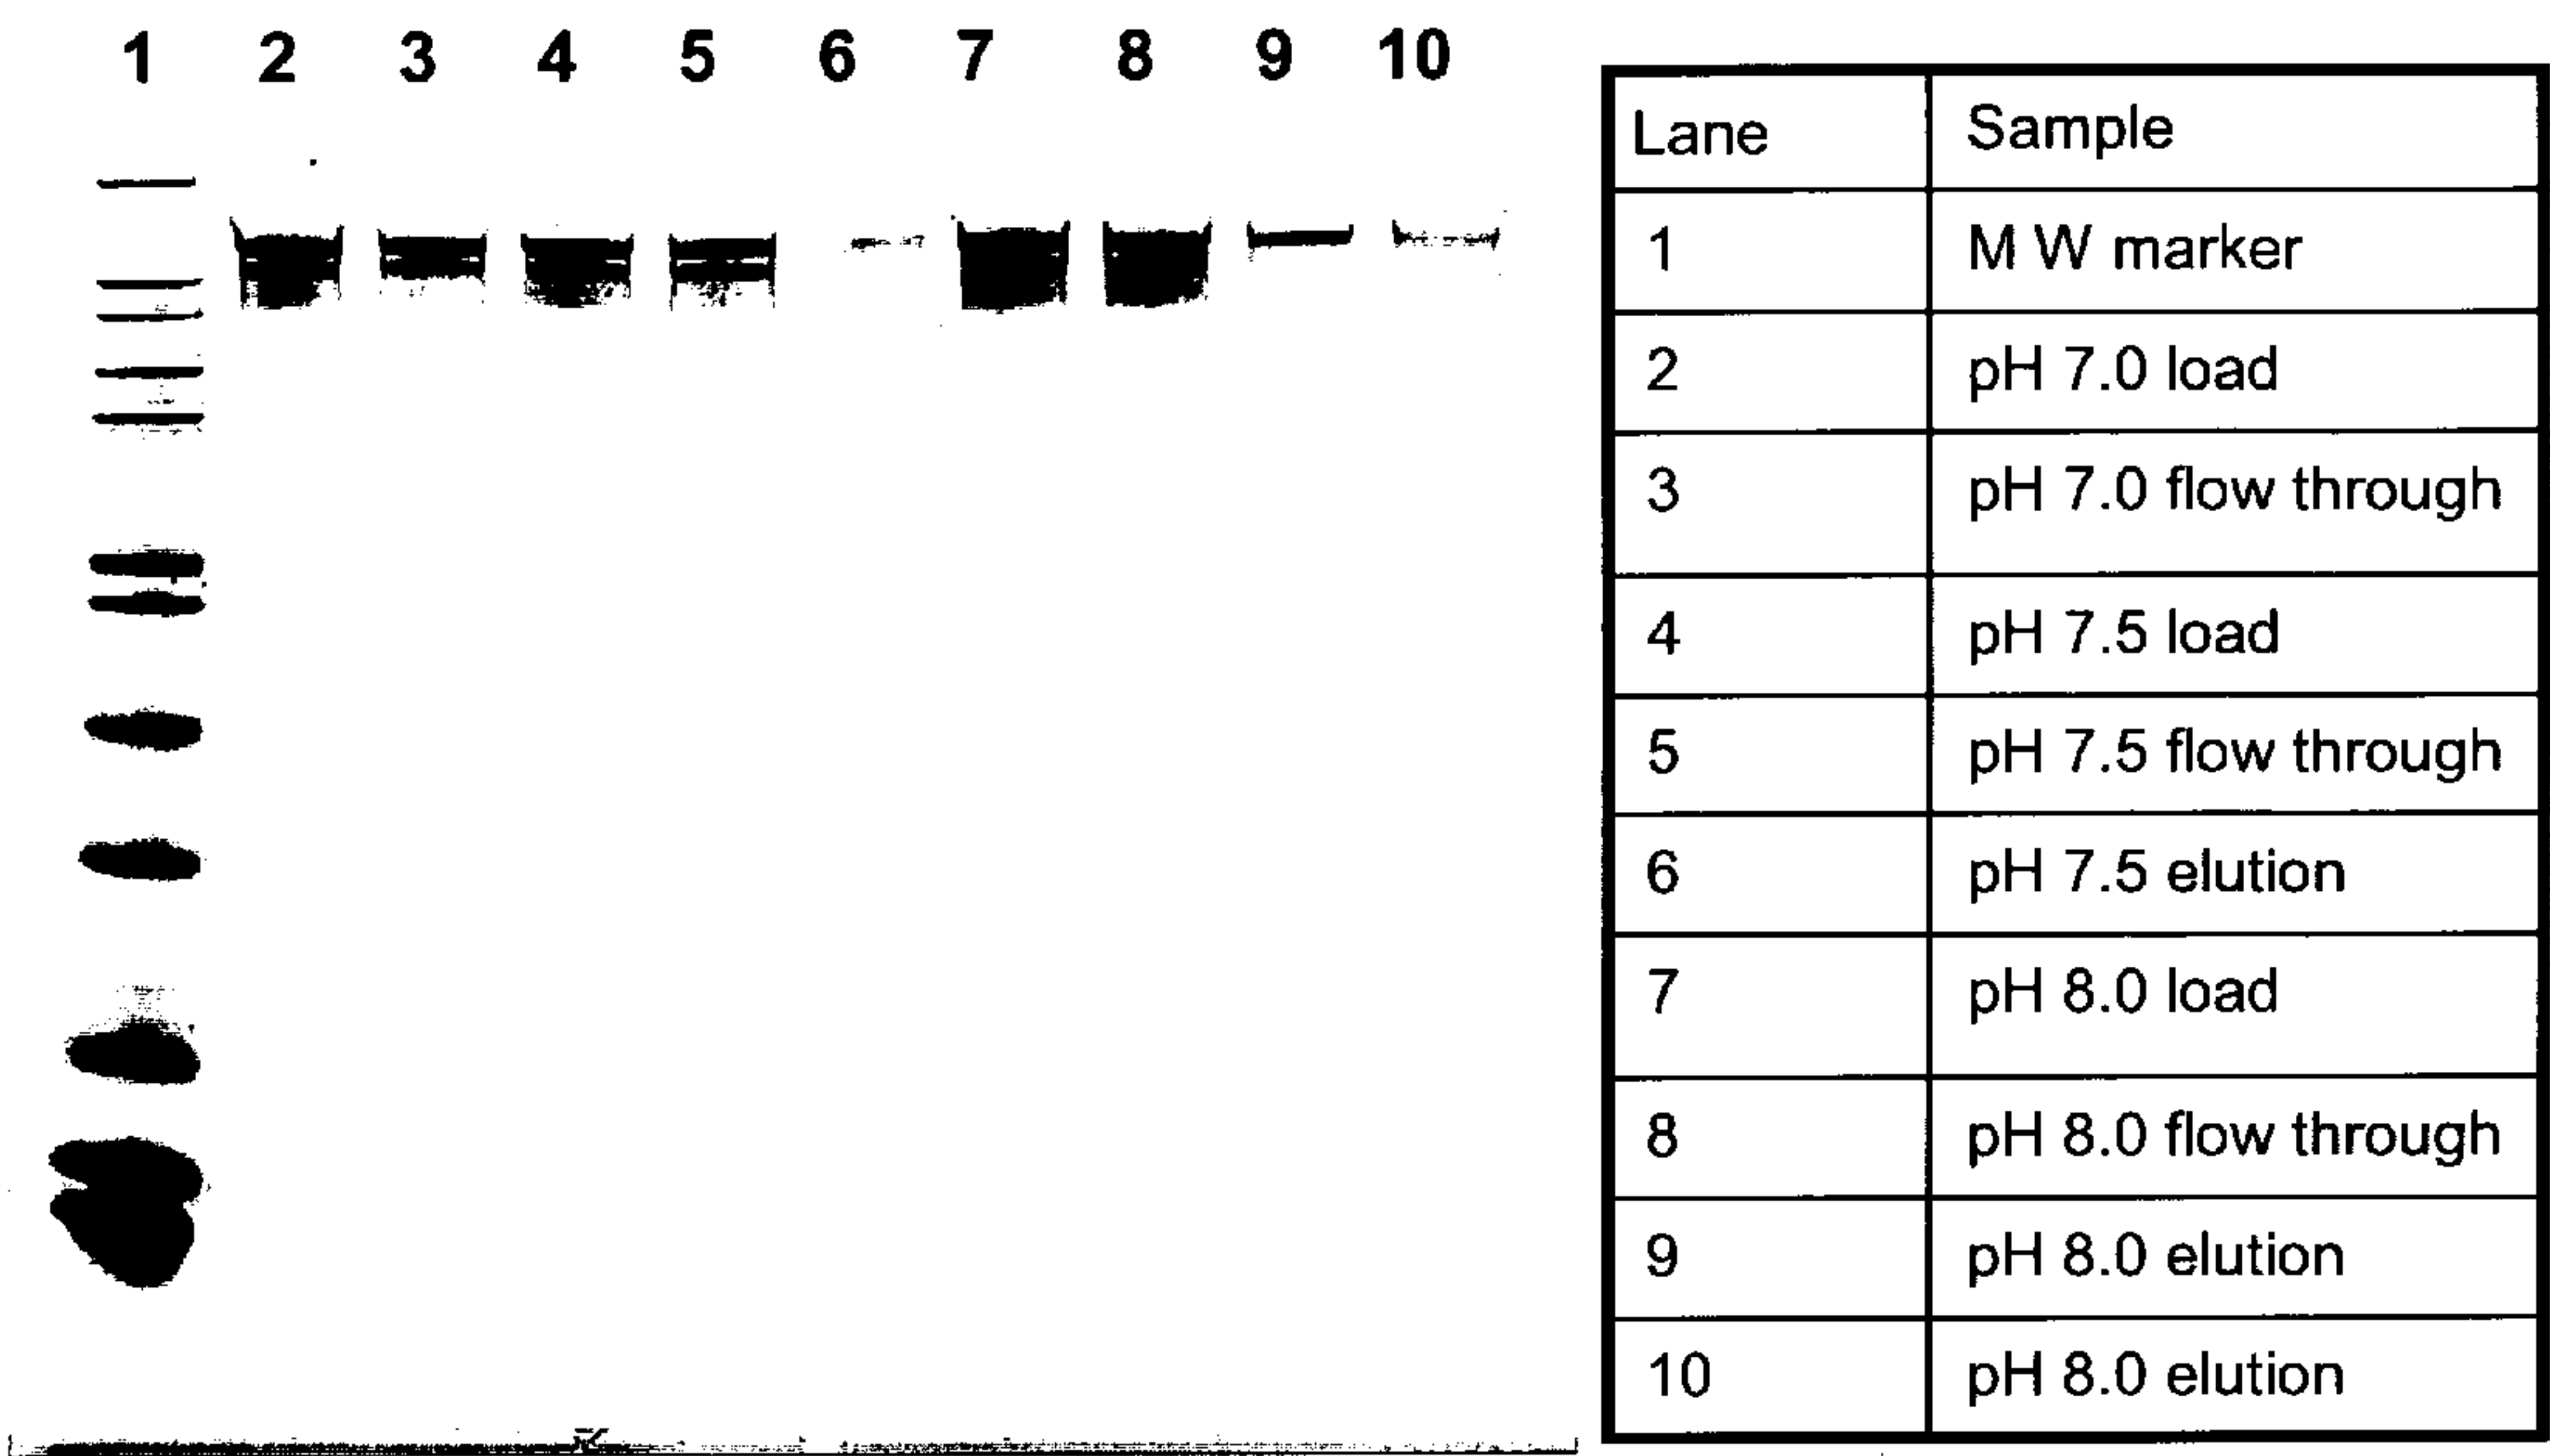 1 2 3 4 5 6 7 8 9 10
Lane Sample
1 M W marker
2 pH 7.0 load
3 pH 7.0 flow through
4 pH 7.5 load
5 pH 7.5 flow through
6 pH 7.5 elution
7 pH 8.0 load
8 pH 8.0 flow through
9 pH 8.0 elution
10 pH 8.0 elution